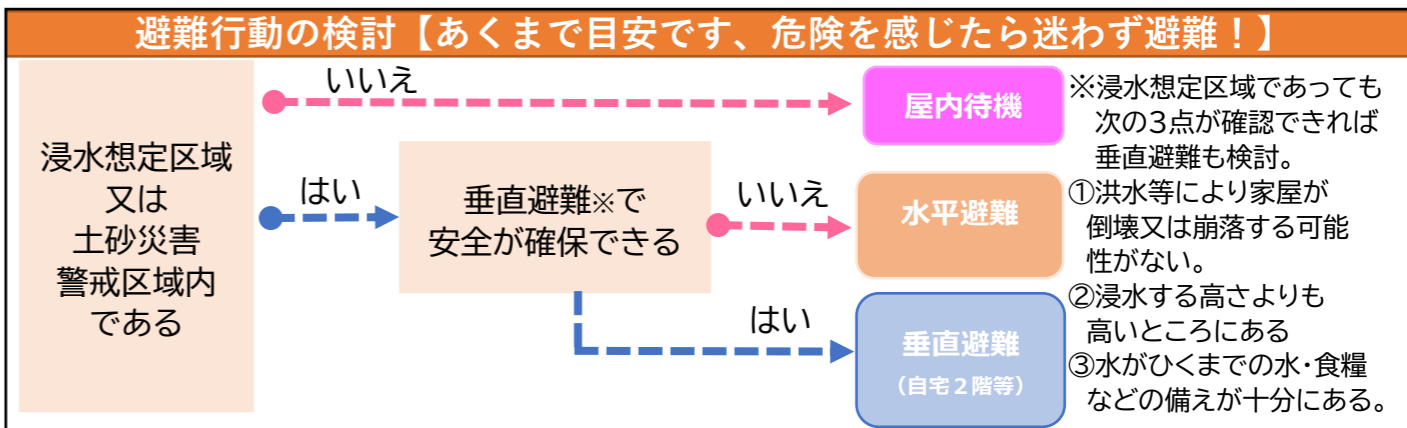 避難行動の検討【あくまで目安です、危険を感じたら迷わず避難！】
浸水想定区域
又は
土砂災害
警戒区域内
である
いいえ
はい
垂直避難※で
安全が確保できる
いいえ
はい
屋内待機
水平避難
垂直避難
（自宅２階等）
※浸水想定区域であっても
次の3点が確認できれば
垂直避難も検討。
①洪水等により家屋が
倒壊又は崩落する可能
性がない。
②浸水する高さよりも
高いところにある
③水がひくまでの水・食糧
などの備えが十分にある。